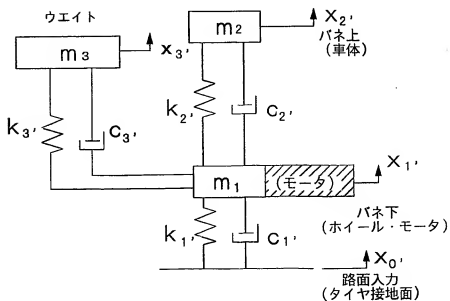 ウエイト
m3
x3'
m2
x2'
バネ上
(車体)
k3'
c3'
k2'
c2'
m1
(モータ)
x1'
バネ下
(ホイール・モータ)
k1'
c1'
x0'
路面入力
(タイヤ接地面)